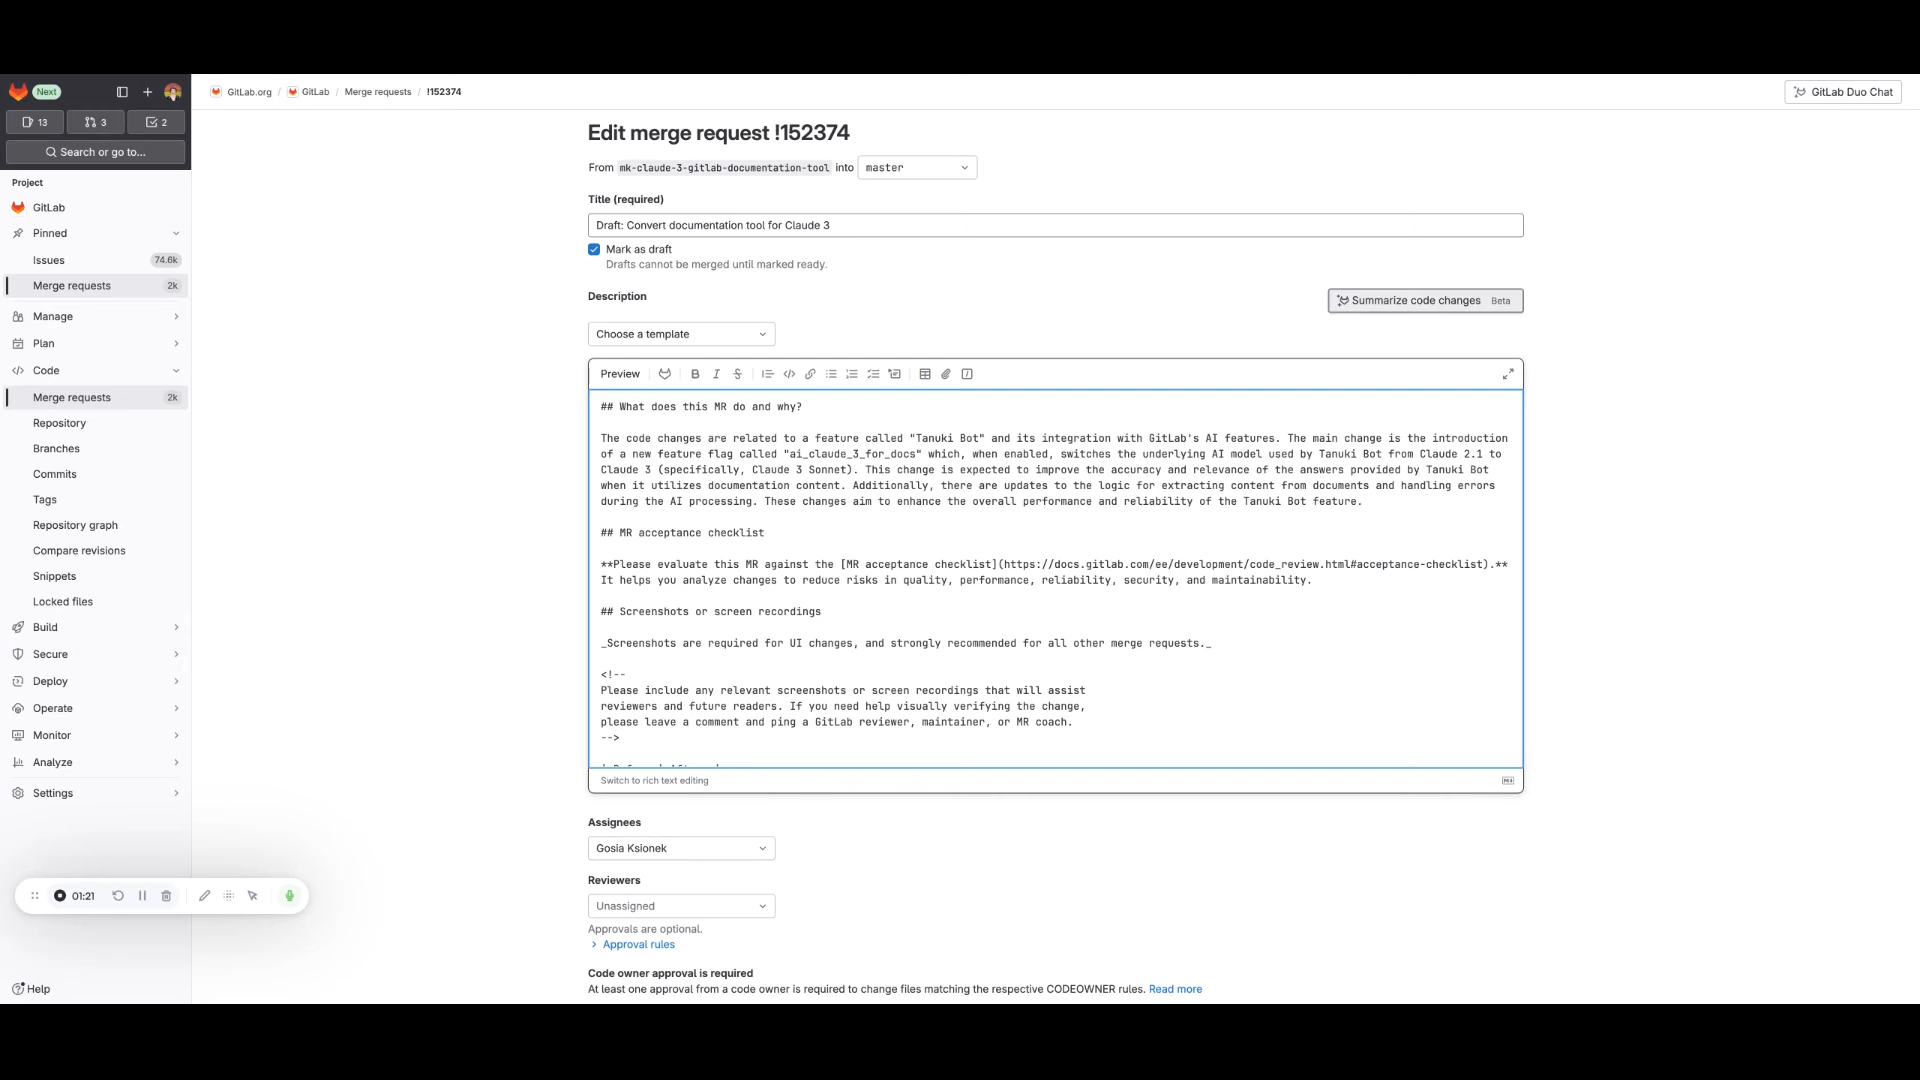 Next
13
3
2
Search or go to...
Project
GitLab
Pinned
Issues 74.6k
Merge requests 2k
Manage
Plan
Code
Merge requests 2k
Repository
Branches
Commits
Tags
Repository graph
Compare revisions
Snippets
Locked files
Build
Secure
Deploy
Operate
Monitor
Analyze
Settings
01:21
Help
GitLab.org / GitLab / Merge requests / !152374
GitLab Duo Chat
Edit merge request !152374
From mk-claude-3-gitlab-documentation-tool into master
Title (required)
Draft: Convert documentation tool for Claude 3
Mark as draft
Drafts cannot be merged until marked ready.
Description
Summarize code changes Beta
Choose a template
Preview
## What does this MR do and why?
The code changes are related to a feature called "Tanuki Bot" and its integration with GitLab's AI features. The main change is the introduction
of a new feature flag called "ai_claude_3_for_docs" which, when enabled, switches the underlying AI model used by Tanuki Bot from Claude 2.1 to
Claude 3 (specifically, Claude 3 Sonnet). This change is expected to improve the accuracy and relevance of the answers provided by Tanuki Bot
when it utilizes documentation content. Additionally, there are updates to the logic for extracting content from documents and handling errors
during the AI processing. These changes aim to enhance the overall performance and reliability of the Tanuki Bot feature.
## MR acceptance checklist
**Please evaluate this MR against the [MR acceptance checklist](https://docs.gitlab.com/ee/development/code_review.html#acceptance-checklist).**
It helps you analyze changes to reduce risks in quality, performance, reliability, security, and maintainability.
## Screenshots or screen recordings
_Screenshots are required for UI changes, and strongly recommended for all other merge requests._
<!--
Please include any relevant screenshots or screen recordings that will assist
reviewers and future readers. If you need help visually verifying the change,
please leave a comment and ping a GitLab reviewer, maintainer, or MR coach.
-->
Switch to rich text editing
Assignees
Gosia Ksionek
Reviewers
Unassigned
Approvals are optional.
Approval rules
Code owner approval is required
At least one approval from a code owner is required to change files matching the respective CODEOWNER rules. Read more